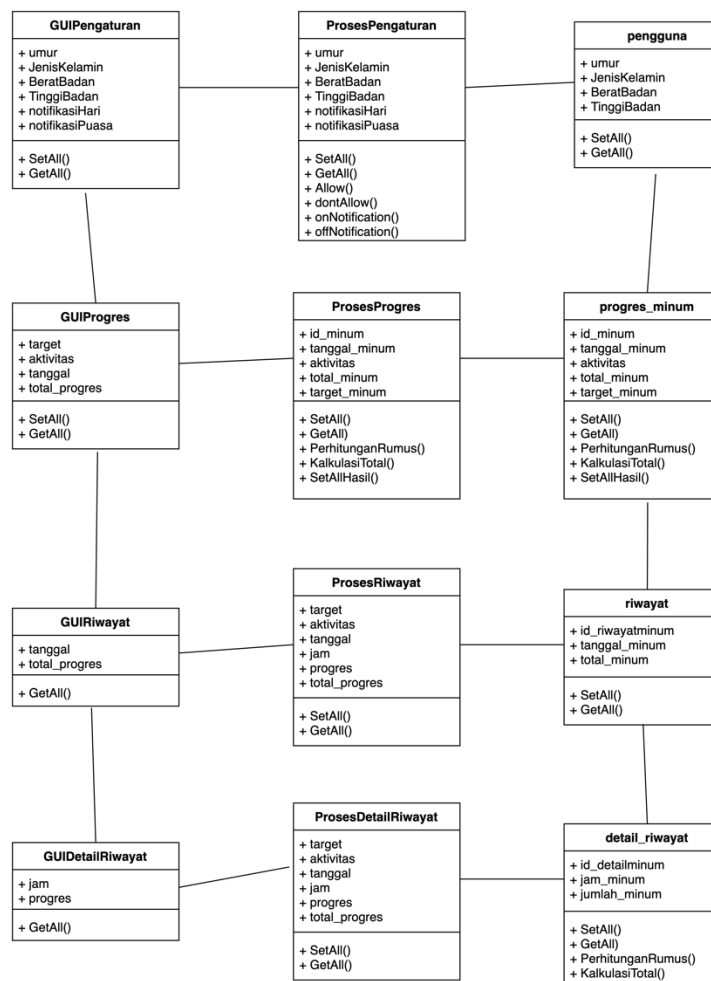 GUIPengaturan
+ umur
+ JenisKelamin
+ BeratBadan
+ TinggiBadan
+ notifikasiHari
+ notifikasiPuasa
+ SetAll()
+ GetAll()
ProsesPengaturan
+ umur
+ JenisKelamin
+ BeratBadan
+ TinggiBadan
+ notifikasiHari
+ notifikasiPuasa
+ SetAll()
+ GetAll()
+ Allow()
+ dontAllow()
+ onNotification()
+ offNotification()
pengguna
+ umur
+ JenisKelamin
+ BeratBadan
+ TinggiBadan
+ SetAll()
+ GetAll()
GUIProgres
+ target
+ aktivitas
+ tanggal
+ total_progres
+ SetAll()
+ GetAll()
ProsesProgres
+ id_minum
+ tanggal_minum
+ aktivitas
+ total_minum
+ target_minum
+ SetAll()
+ GetAll)
+ PerhitunganRumus()
+ KalkulasiTotal()
+ SetAllHasil()
progres_minum
+ id_minum
+ tanggal_minum
+ aktivitas
+ total_minum
+ target_minum
+ SetAll()
+ GetAll)
+ PerhitunganRumus()
+ KalkulasiTotal()
+ SetAllHasil()
GUIRiwayat
+ tanggal
+ total_progres
+ GetAll()
ProsesRiwayat
+ target
+ aktivitas
+ tanggal
+ jam
+ progres
+ total_progres
+ SetAll()
+ GetAll()
riwayat
+ id_riwayatminum
+ tanggal_minum
+ total_minum
+ SetAll()
+ GetAll()
GUIDetailRiwayat
+ jam
+ progres
+ GetAll()
ProsesDetailRiwayat
+ target
+ aktivitas
+ tanggal
+ jam
+ progres
+ total_progres
+ SetAll()
+ GetAll()
detail_riwayat
+ id_detailminum
+ jam_minum
+ jumlah_minum
+ SetAll()
+ GetAll)
+ PerhitunganRumus()
+ KalkulasiTotal()